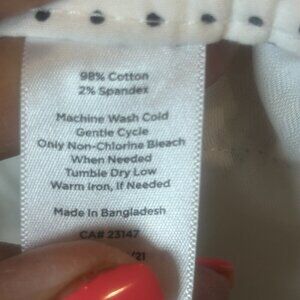 98% Cotton
2% Spandex
Machine Wash Cold
Gentle Cycle
Only Non-Chlorine Bleach
When Needed
Tumble Dry Low
Warm Iron, If Needed
Made In Bangladesh
CA# 23147
/21